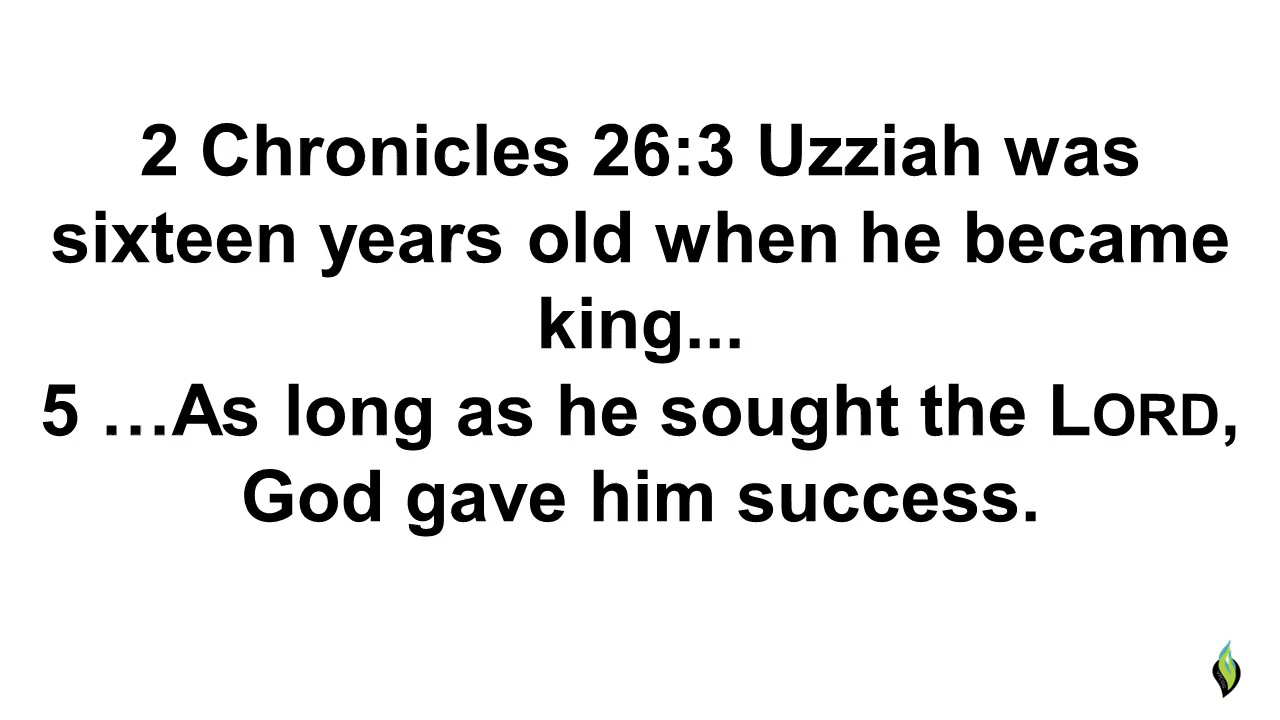 2 Chronicles 26:3 Uzziah was
sixteen years old when he became
king...
5 …As long as he sought the LORD,
God gave him success.